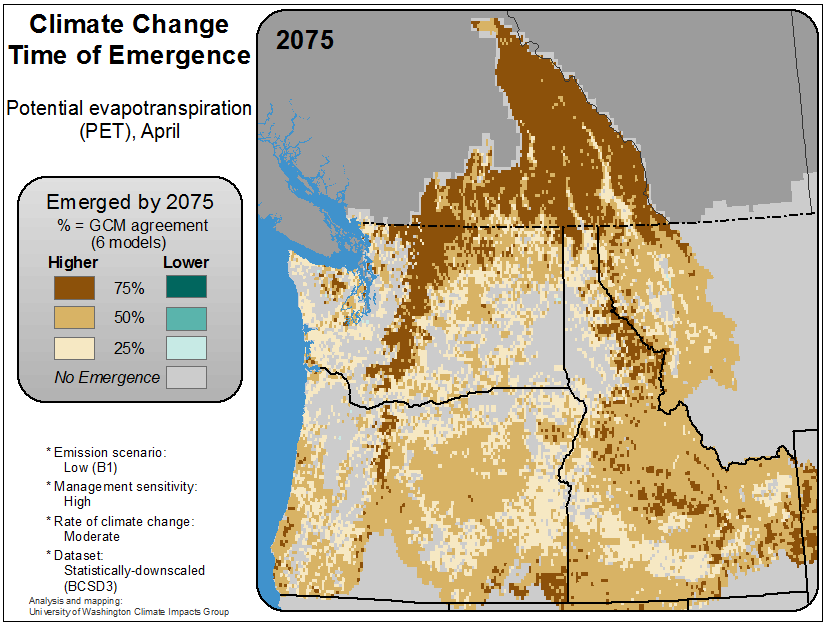 Climate Change
Time of Emergence
Potential evapotranspiration
(PET), April
2075
Emerged by 2075
% = GCM agreement
(6 models)
Higher Lower
75%
50%
25%
No Emergence
* Emission scenario:
Low (B1)
* Management sensitivity:
High
* Rate of climate change:
Moderate
* Dataset:
Statistically-downscaled
(BCSD3)
Analysis and mapping:
University of Washington Climate Impacts Group